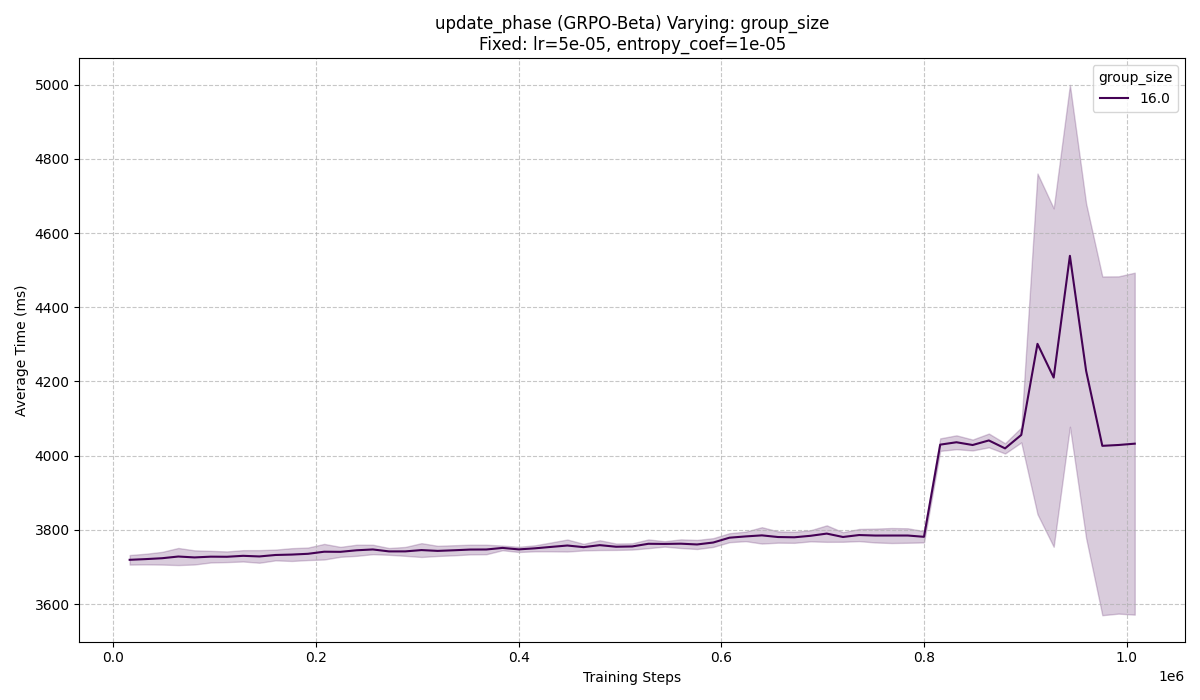 update_phase (GRPO-Beta) Varying: group_size
Fixed: lr=5e-05, entropy_coef=1e-05
group_size
16.0
Average Time (ms)
5000
4800
4600
4400
4200
4000
3800
3600
0.0
0.2
0.4
0.6
0.8
1.0
1e6
Training Steps